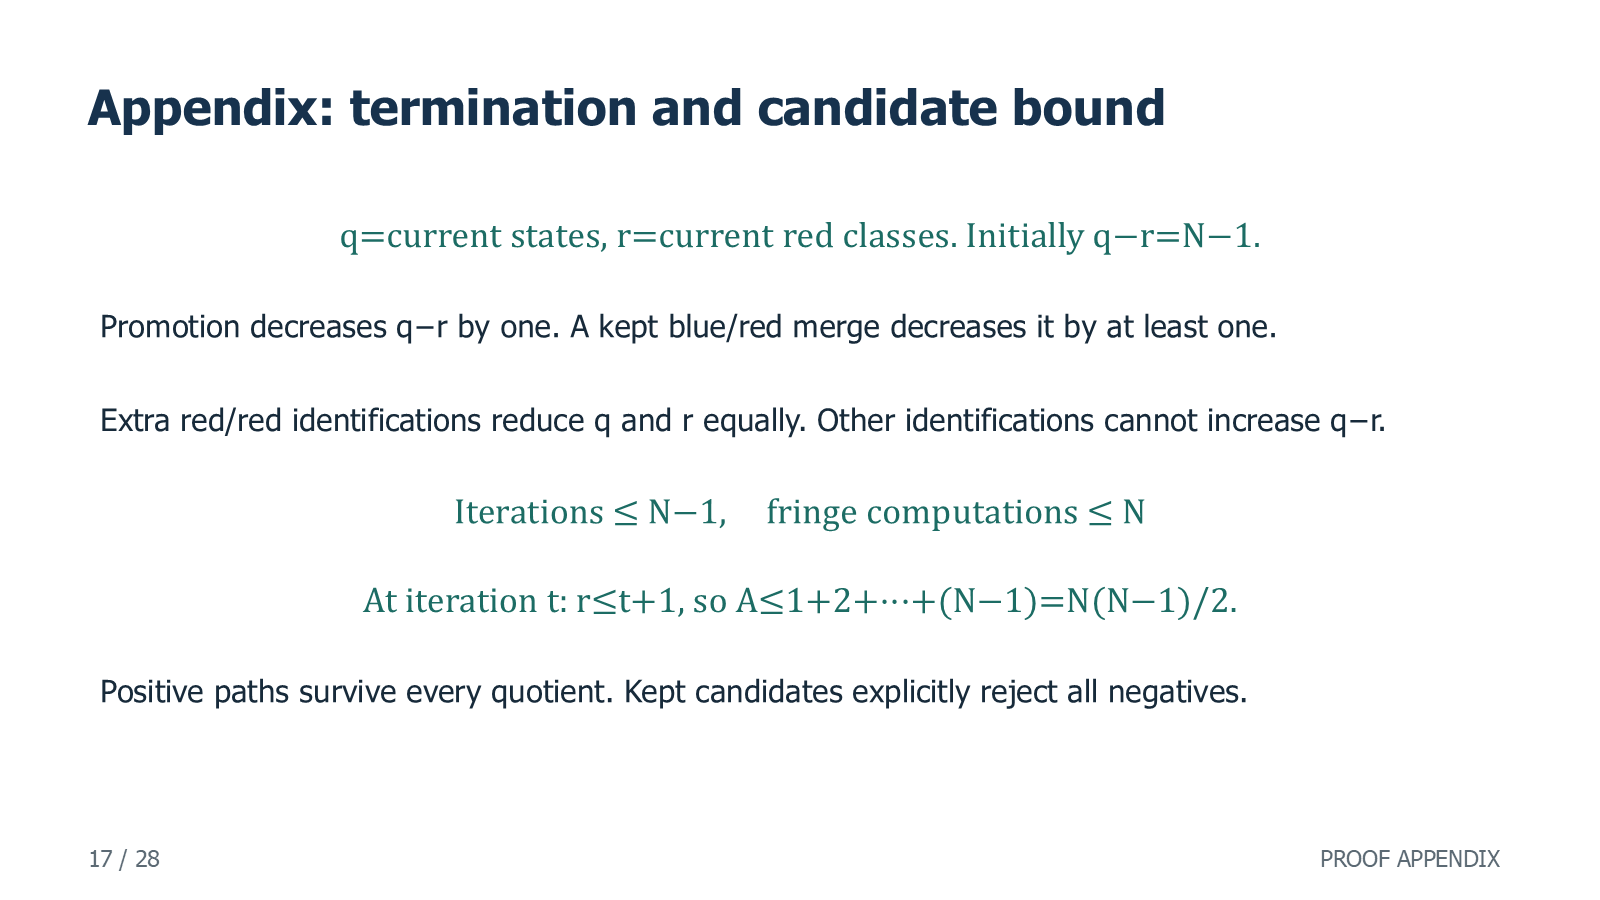 Appendix: termination and candidate bound
q=current states, r=current red classes. Initially q−r=N−1.
Promotion decreases q−r by one. A kept blue/red merge decreases it by at least one.
Extra red/red identifications reduce q and r equally. Other identifications cannot increase q−r.
Iterations ≤ N−1, fringe computations ≤ N
At iteration t: r≤t+1, so A≤1+2+⋯+(N−1)=N(N−1)/2.
Positive paths survive every quotient. Kept candidates explicitly reject all negatives.
17 / 28
PROOF APPENDIX